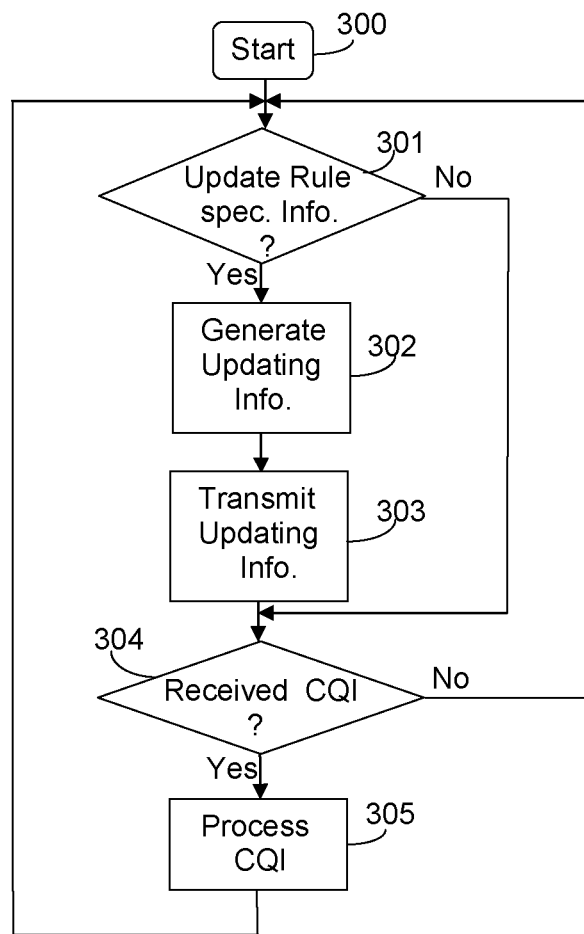 300
Start
301
Update Rule
spec. Info.
?
No
Yes
Generate
Updating
Info.
302
Transmit
Updating
Info.
303
304
Received CQI
?
No
Yes
Process
CQI
305